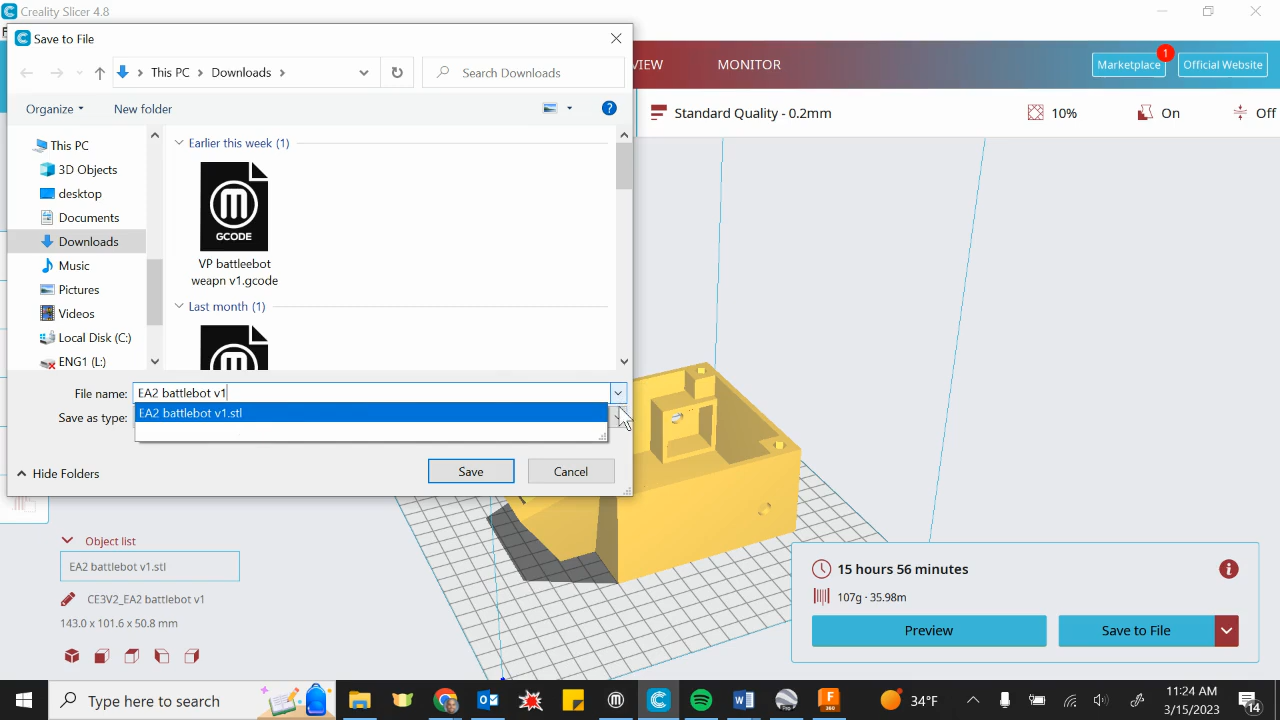 Creality Slicer 4.8
Save to File
This PC
Downloads
Search Downloads
Organize
New folder
This PC
3D Objects
desktop
Documents
Downloads
Music
Pictures
Videos
Local Disk (C:)
ENG1 (L:)
Earlier this week (1)
GCODE
VP battleebot
weapn v1.gcode
Last month (1)
File name:
EA2 battlebot v1
EA2 battlebot v1.stl
Save as type:
Hide Folders
Save
Cancel
VIEW
MONITOR
Marketplace
1
Official Website
Standard Quality - 0.2mm
10%
On
Off
Object list
EA2 battlebot v1.stl
CE3V2_EA2 battlebot v1
143.0 x 101.6 x 50.8 mm
15 hours 56 minutes
107g · 35.98m
Preview
Save to File
Type here to search
34°F
11:24 AM
3/15/2023
14